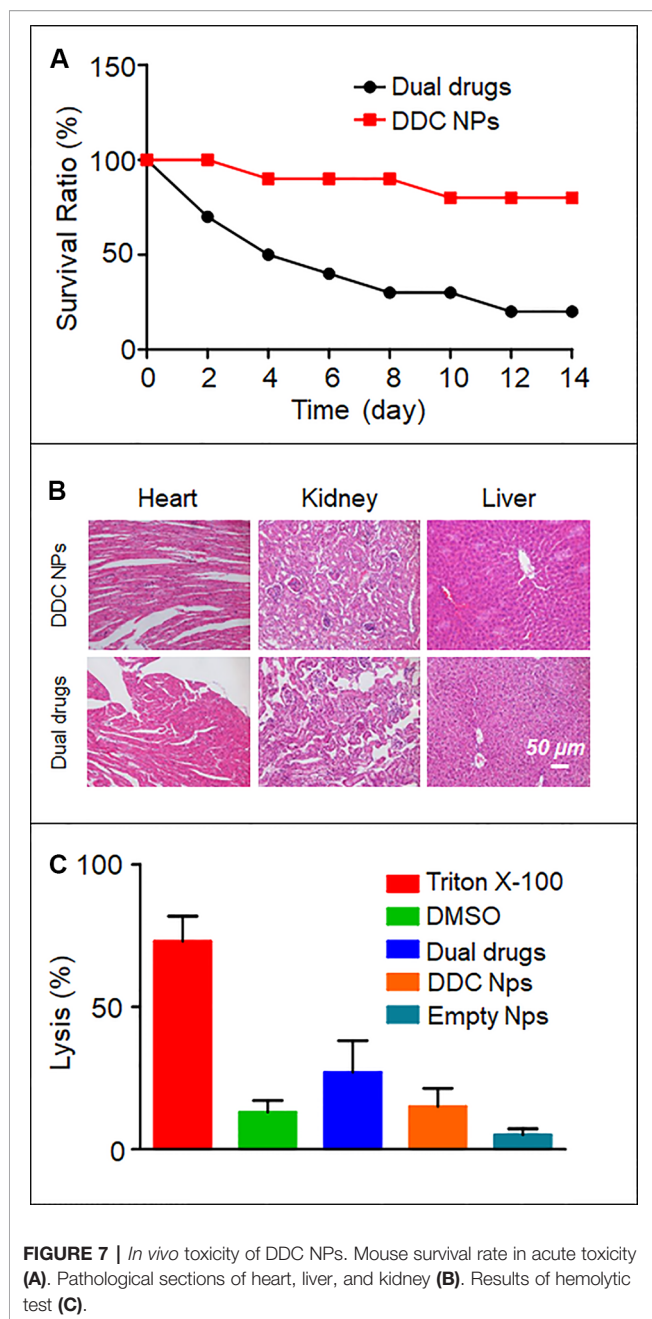 A
150
100
50
0
Survival Ratio (%)
Dual drugs
DDC NPs
0 2 4 6 8 10 12 14
Time (day)
B
Heart Kidney Liver
DDC NPs
Dual drugs
50 µm
C
100
50
0
Lysis (%)
Triton X-100
DMSO
Dual drugs
DDC Nps
Empty Nps
FIGURE 7 | In vivo toxicity of DDC NPs. Mouse survival rate in acute toxicity
(A). Pathological sections of heart, liver, and kidney (B). Results of hemolytic
test (C).